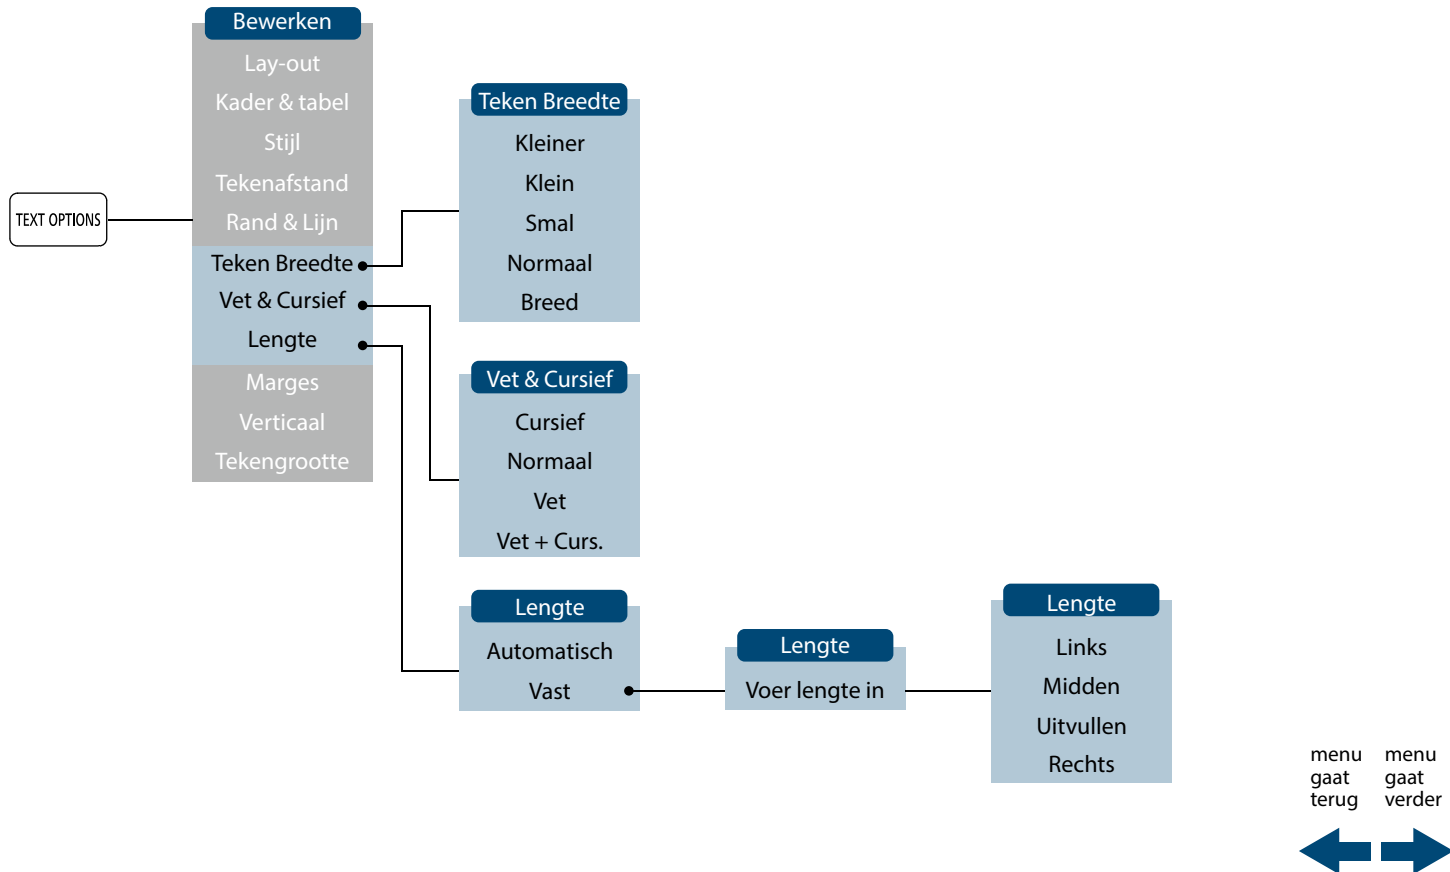 TEXT OPTIONS
Bewerken
Lay-out
Kader & tabel
Stijl
Tekenafstand
Rand & Lijn
Teken Breedte
Vet & Cursief
Lengte
Marges
Verticaal
Tekengrootte
Teken Breedte
Kleiner
Klein
Smal
Normaal
Breed
Vet & Cursief
Cursief
Normaal
Vet
Vet + Curs.
Lengte
Automatisch
Vast
Lengte
Voer lengte in
Lengte
Links
Midden
Uitvullen
Rechts
menu
gaat
terug
menu
gaat
verder